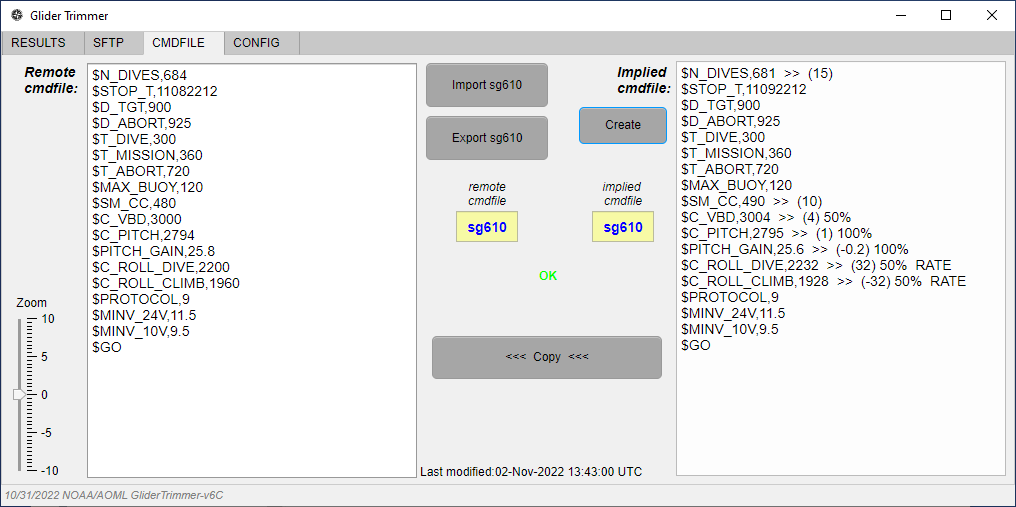 Glider Trimmer
RESULTS SFTP CMDFILE CONFIG
Remote
cmdfile:
$N_DIVES,684
$STOP_T,11082212
$D_TGT,900
$D_ABORT,925
$T_DIVE,300
$T_MISSION,360
$T_ABORT,720
$MAX_BUOY,120
$SM_CC,480
$C_VBD,3000
$C_PITCH,2794
$PITCH_GAIN,25.8
$C_ROLL_DIVE,2200
$C_ROLL_CLIMB,1960
$PROTOCOL,9
$MINV_24V,11.5
$MINV_10V,9.5
$GO
Zoom
10
5
0
-5
-10
Import sg610
Export sg610
remote
cmdfile
sg610
implied
cmdfile
sg610
OK
<<< Copy <<<
Last modified:02-Nov-2022 13:43:00 UTC
Implied
cmdfile:
Create
$N_DIVES,681 >> (15)
$STOP_T,11092212
$D_TGT,900
$D_ABORT,925
$T_DIVE,300
$T_MISSION,360
$T_ABORT,720
$MAX_BUOY,120
$SM_CC,490 >> (10)
$C_VBD,3004 >> (4) 50%
$C_PITCH,2795 >> (1) 100%
$PITCH_GAIN,25.6 >> (-0.2) 100%
$C_ROLL_DIVE,2232 >> (32) 50% RATE
$C_ROLL_CLIMB,1928 >> (-32) 50% RATE
$PROTOCOL,9
$MINV_24V,11.5
$MINV_10V,9.5
$GO
10/31/2022 NOAA/AOML GliderTrimmer-v6C